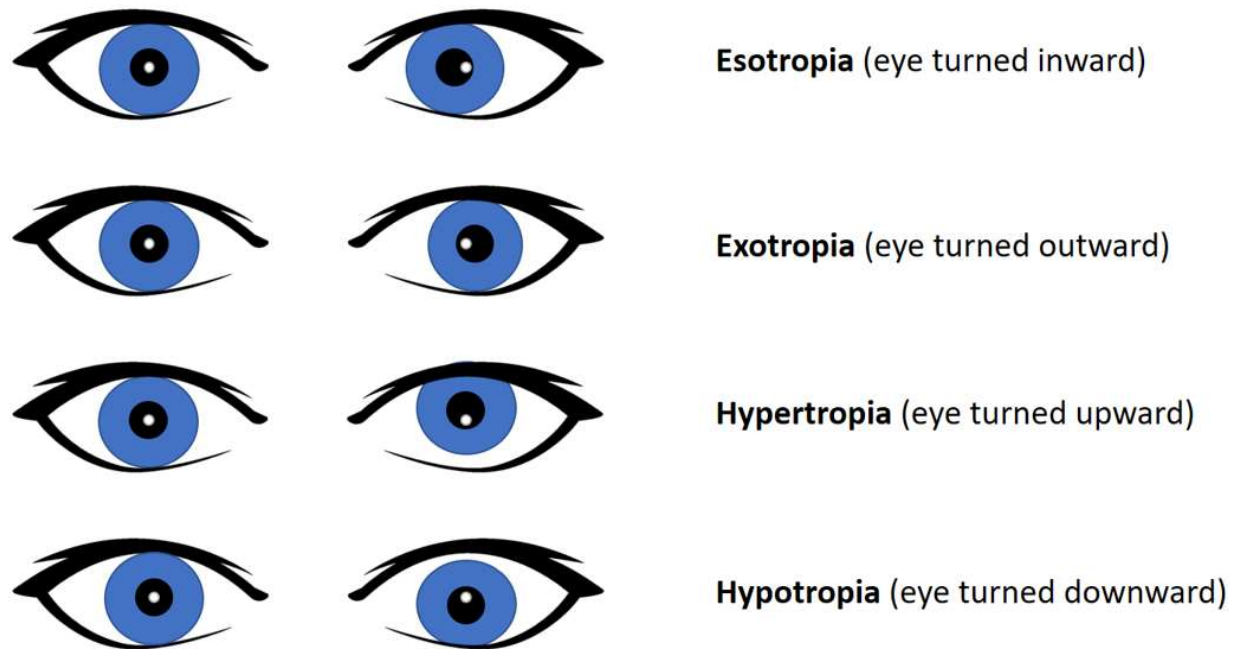 Esotropia (eye turned inward)
Exotropia (eye turned outward)
Hypertropia (eye turned upward)
Hypotropia (eye turned downward)